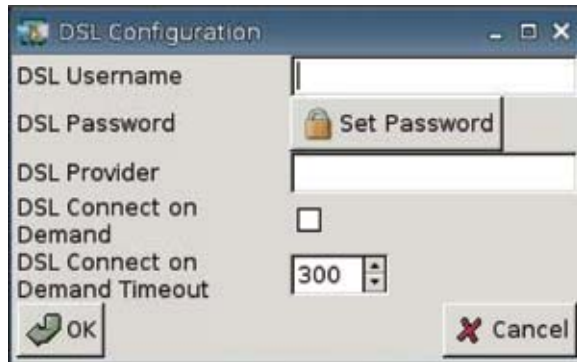 DSL Configuration
DSL Username
DSL Password
Set Password
DSL Provider
DSL Connect on
Demand
DSL Connect on
Demand Timeout
300
OK
Cancel